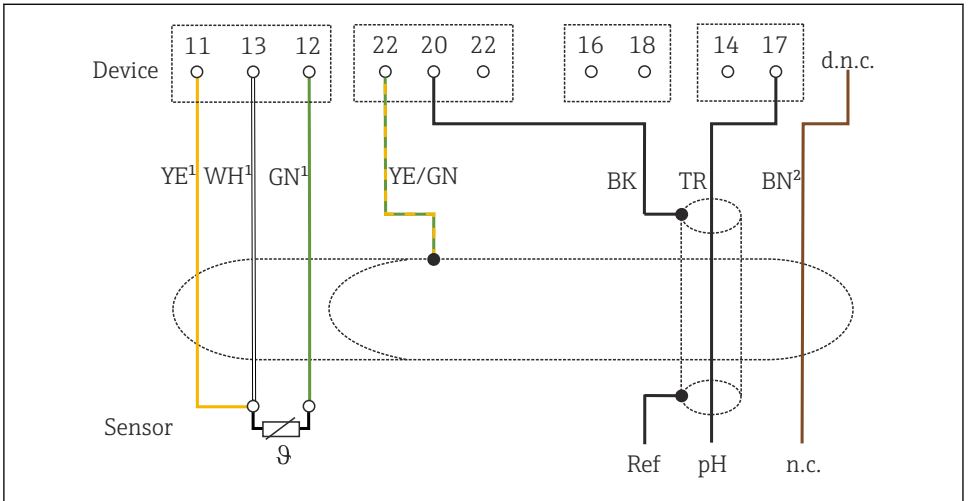 11 13 12 22 20 22 16 18 14 17
Device d.n.c.
YE¹ WH¹ GN¹ YE/GN BK TR BN²
Sensor
ϑ
Ref pH n.c.